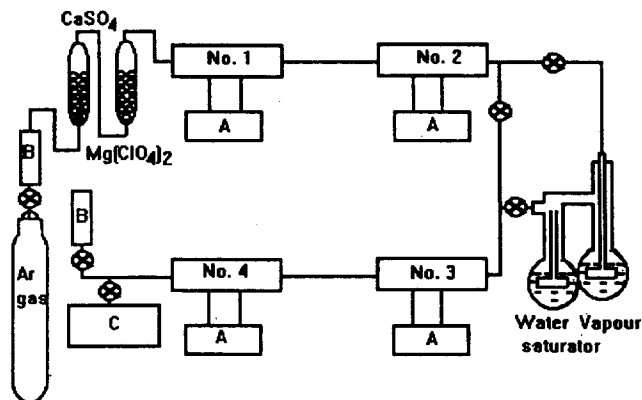 CaSO4
No. 1
No. 2
A
A
B
Mg(ClO4)2
B
Ar
gas
No. 4
No. 3
C
A
A
Water Vapour
saturator